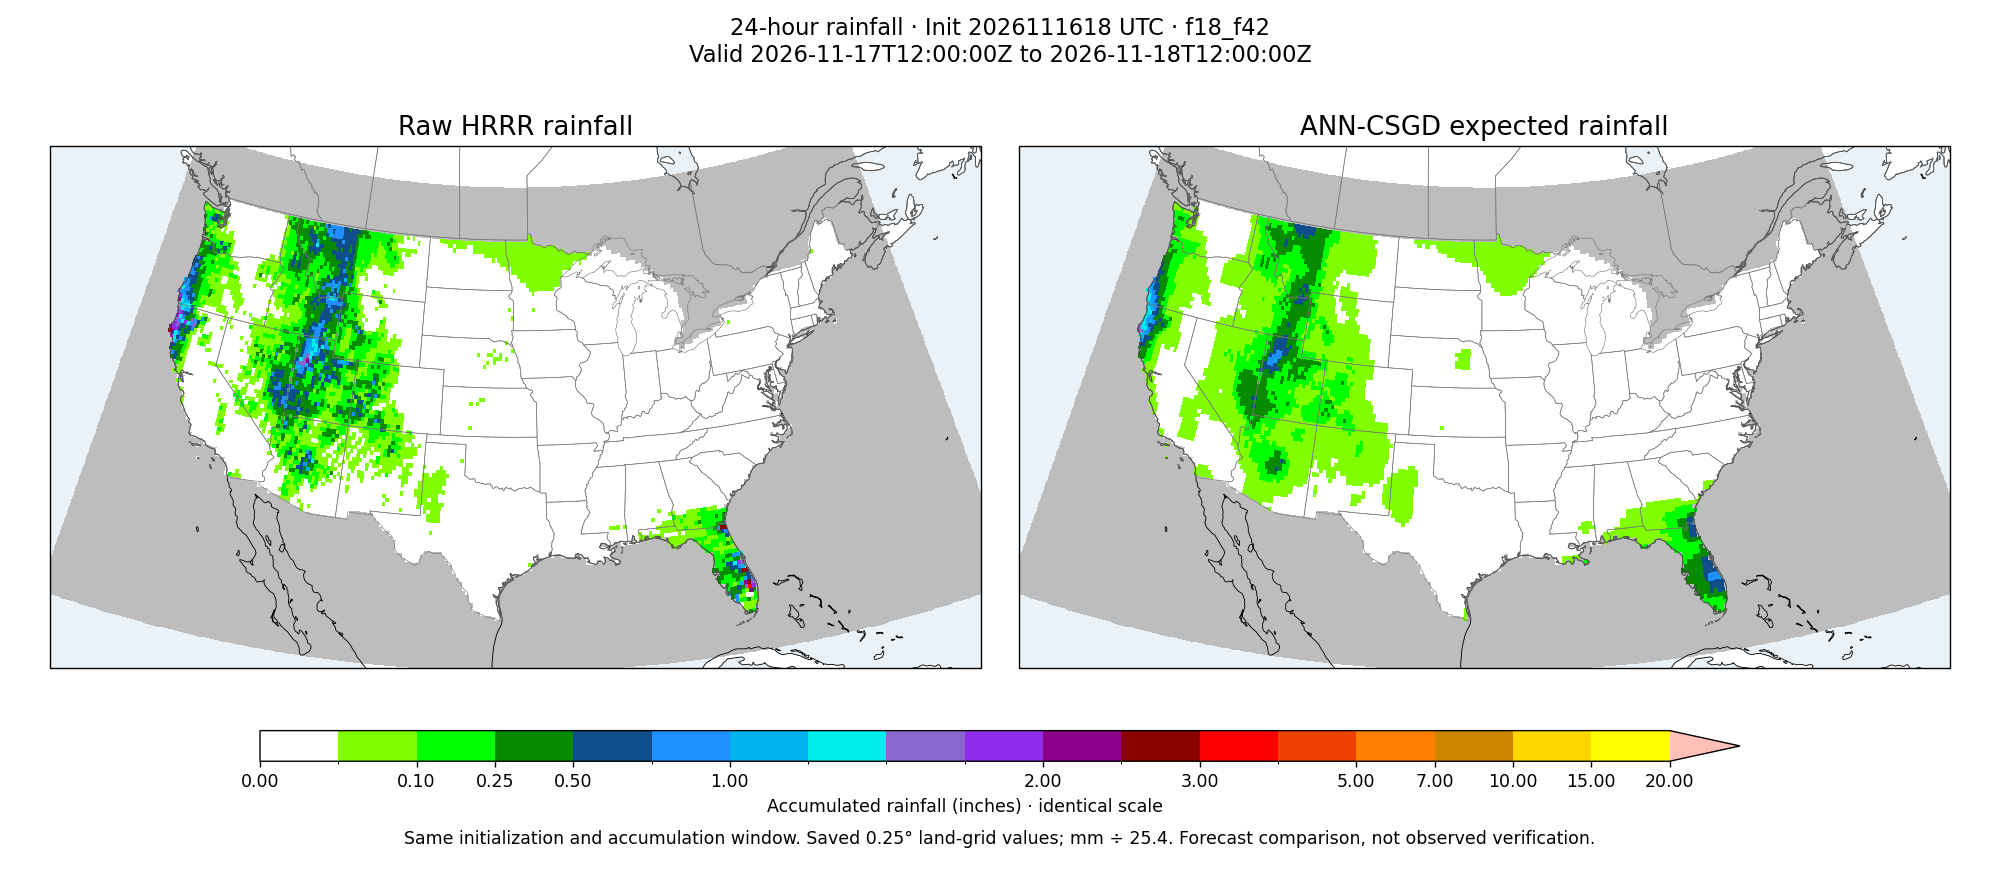 24-hour rainfall · Init 2026111618 UTC · f18_f42
Valid 2026-11-17T12:00:00Z to 2026-11-18T12:00:00Z
Raw HRRR rainfall
ANN-CSGD expected rainfall
0.00 0.10 0.25 0.50 1.00 2.00 3.00 5.00 7.00 10.00 15.00 20.00
Accumulated rainfall (inches) · identical scale
Same initialization and accumulation window. Saved 0.25° land-grid values; mm ÷ 25.4. Forecast comparison, not observed verification.